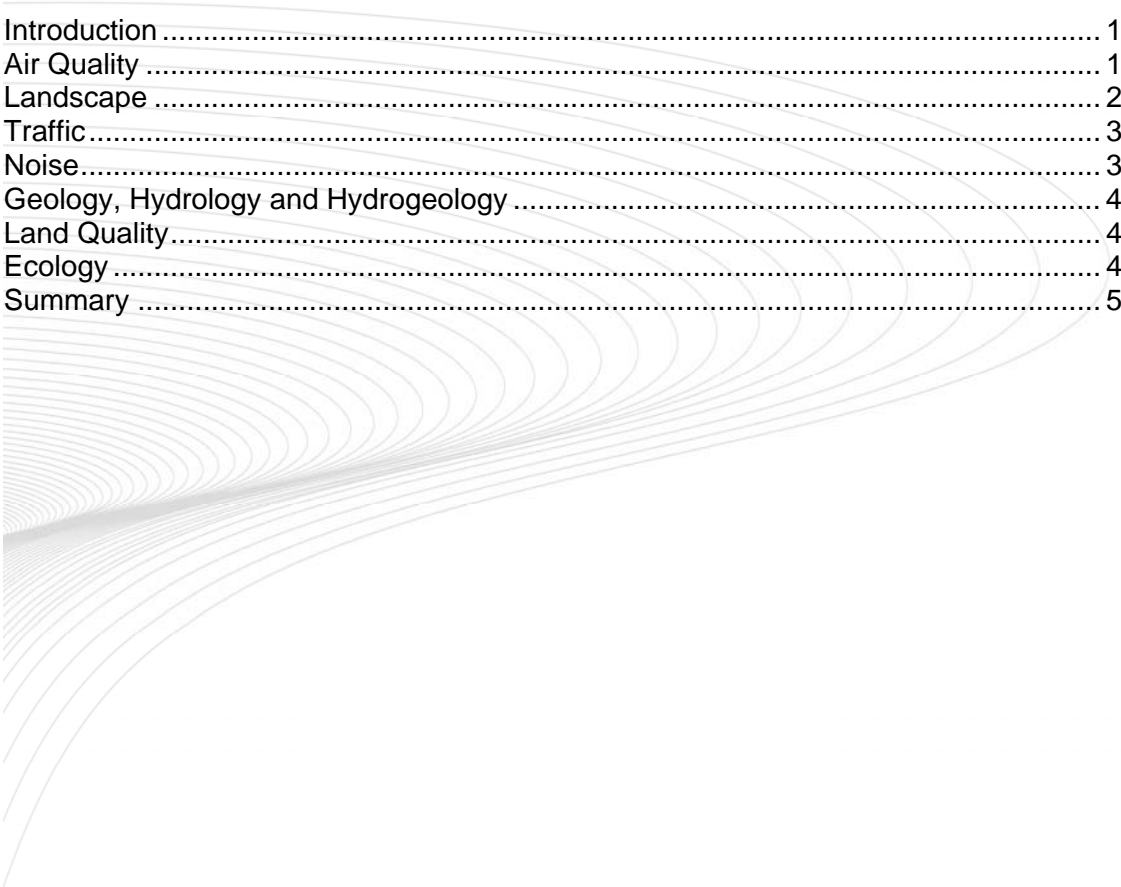 Introduction ........................................................................................................................ 1
Air Quality .......................................................................................................................... 1
Landscape ......................................................................................................................... 2
Traffic................................................................................................................................. 3
Noise.................................................................................................................................. 3
Geology, Hydrology and Hydrogeology ............................................................................. 4
Land Quality....................................................................................................................... 4
Ecology.............................................................................................................................. 4
Summary ........................................................................................................................... 5